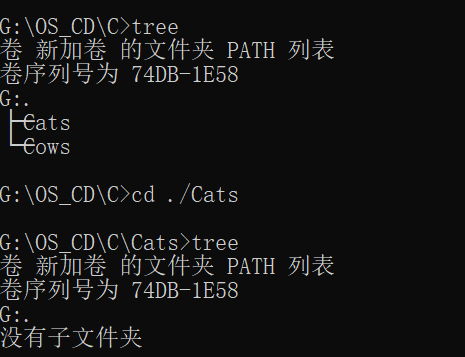 G:\OS_CD\C>tree
卷 新加卷 的文件夹 PATH 列表
卷序列号为 74DB-1E58
G:.
├─Cats
└─Cows
G:\OS_CD\C>cd ./Cats
G:\OS_CD\C\Cats>tree
卷 新加卷 的文件夹 PATH 列表
卷序列号为 74DB-1E58
G:.
没有子文件夹